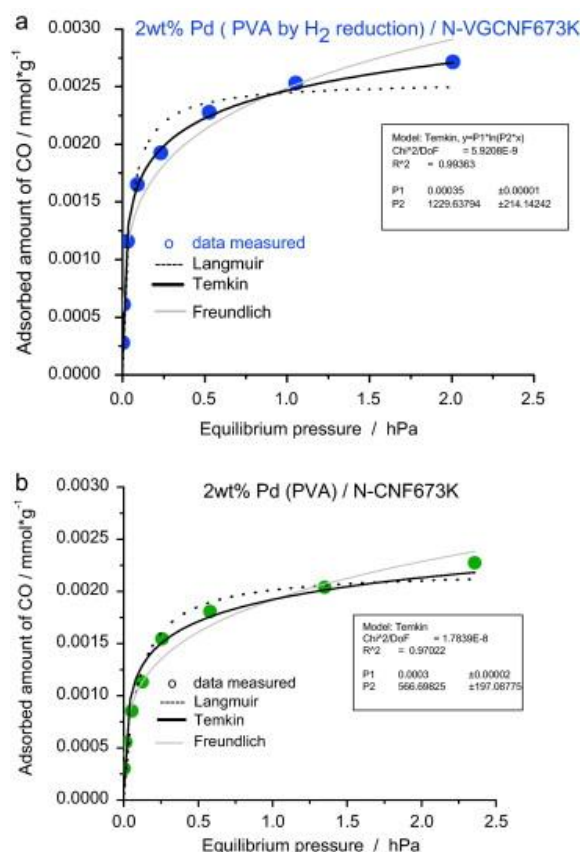 a
2wt% Pd ( PVA by H₂ reduction) / N-VGCNF673K
0.0030
0.0025
0.0020
0.0015
0.0010
0.0005
0.0000
Adsorbed amount of CO / mmol*g⁻¹
Model: Temkin, y=P1*ln(P2*x)
Chi^2/DoF = 5.9208E-9
R^2 = 0.99363
P1 0.00035 ±0.00001
P2 1229.63794 ±214.14242
data measured
Langmuir
Temkin
Freundlich
0.0 0.5 1.0 1.5 2.0 2.5
Equilibrium pressure / hPa
b
2wt% Pd (PVA) / N-CNF673K
0.0030
0.0025
0.0020
0.0015
0.0010
0.0005
0.0000
Adsorbed amount of CO / mmol*g⁻¹
Model: Temkin
Chi^2/DoF = 1.7839E-8
R^2 = 0.97022
P1 0.0003 ±0.00002
P2 566.69825 ±197.08775
data measured
Langmuir
Temkin
Freundlich
0.0 0.5 1.0 1.5 2.0 2.5
Equilibrium pressure / hPa